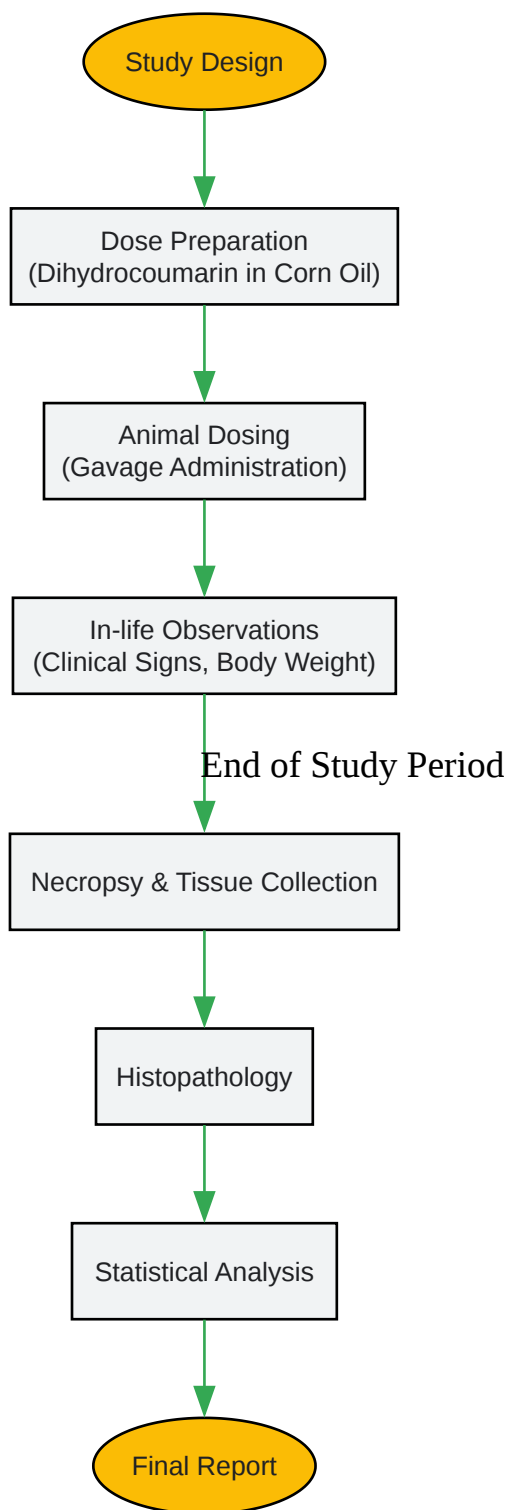 Study Design
Dose Preparation
(Dihydrocoumarin in Corn Oil)
Animal Dosing
(Gavage Administration)
In-life Observations
(Clinical Signs, Body Weight)
End of Study Period
Necropsy & Tissue Collection
Histopathology
Statistical Analysis
Final Report